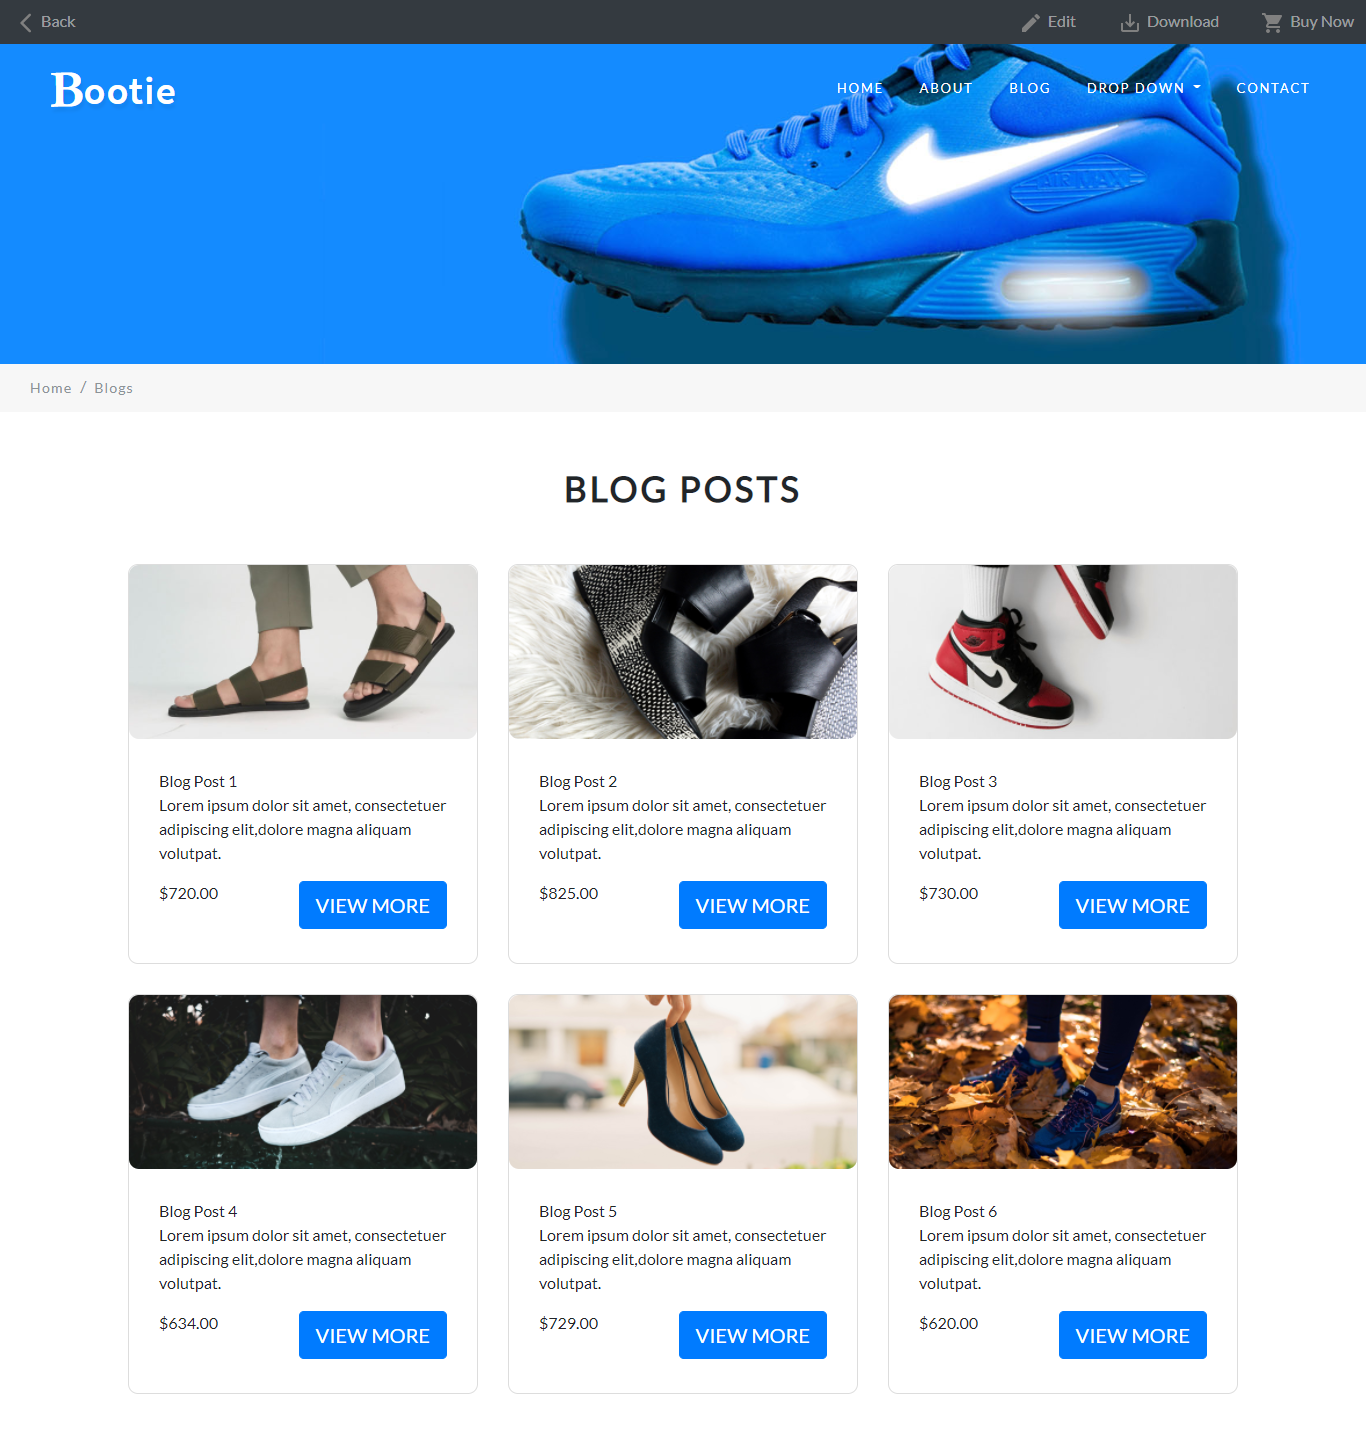 Back
Edit
Download
Buy Now
Bootie
HOME
ABOUT
BLOG
DROP DOWN
CONTACT
AIR MAX
Home / Blogs
BLOG POSTS
Blog Post 1
Lorem ipsum dolor sit amet, consectetuer
adipiscing elit,dolore magna aliquam
volutpat.
$720.00
VIEW MORE
Blog Post 2
Lorem ipsum dolor sit amet, consectetuer
adipiscing elit,dolore magna aliquam
volutpat.
$825.00
VIEW MORE
Blog Post 3
Lorem ipsum dolor sit amet, consectetuer
adipiscing elit,dolore magna aliquam
volutpat.
$730.00
VIEW MORE
Blog Post 4
Lorem ipsum dolor sit amet, consectetuer
adipiscing elit,dolore magna aliquam
volutpat.
$634.00
VIEW MORE
Blog Post 5
Lorem ipsum dolor sit amet, consectetuer
adipiscing elit,dolore magna aliquam
volutpat.
$729.00
VIEW MORE
Blog Post 6
Lorem ipsum dolor sit amet, consectetuer
adipiscing elit,dolore magna aliquam
volutpat.
$620.00
VIEW MORE